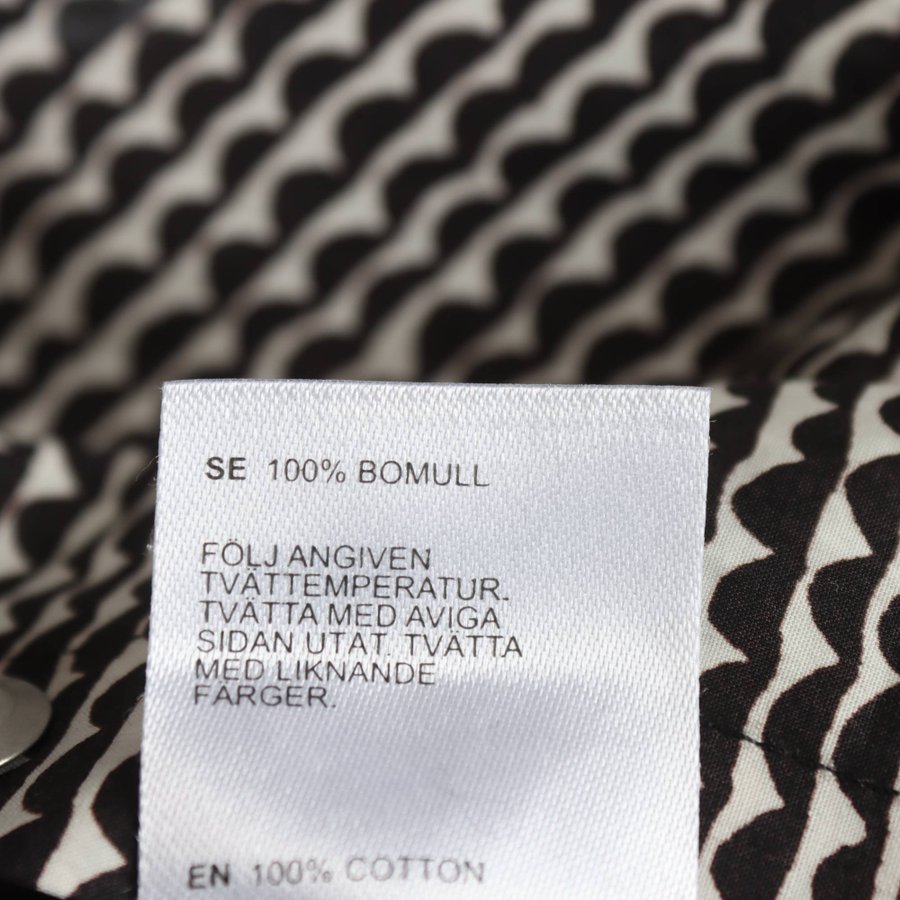 SE 100% BOMULL
FÖLJ ANGIVEN
TVÄTTEMPERATUR.
TVÄTTA MED AVIGA
SIDAN UTÅT. TVÄTTA
MED LIKNANDE
FÄRGER.
EN 100% COTTON